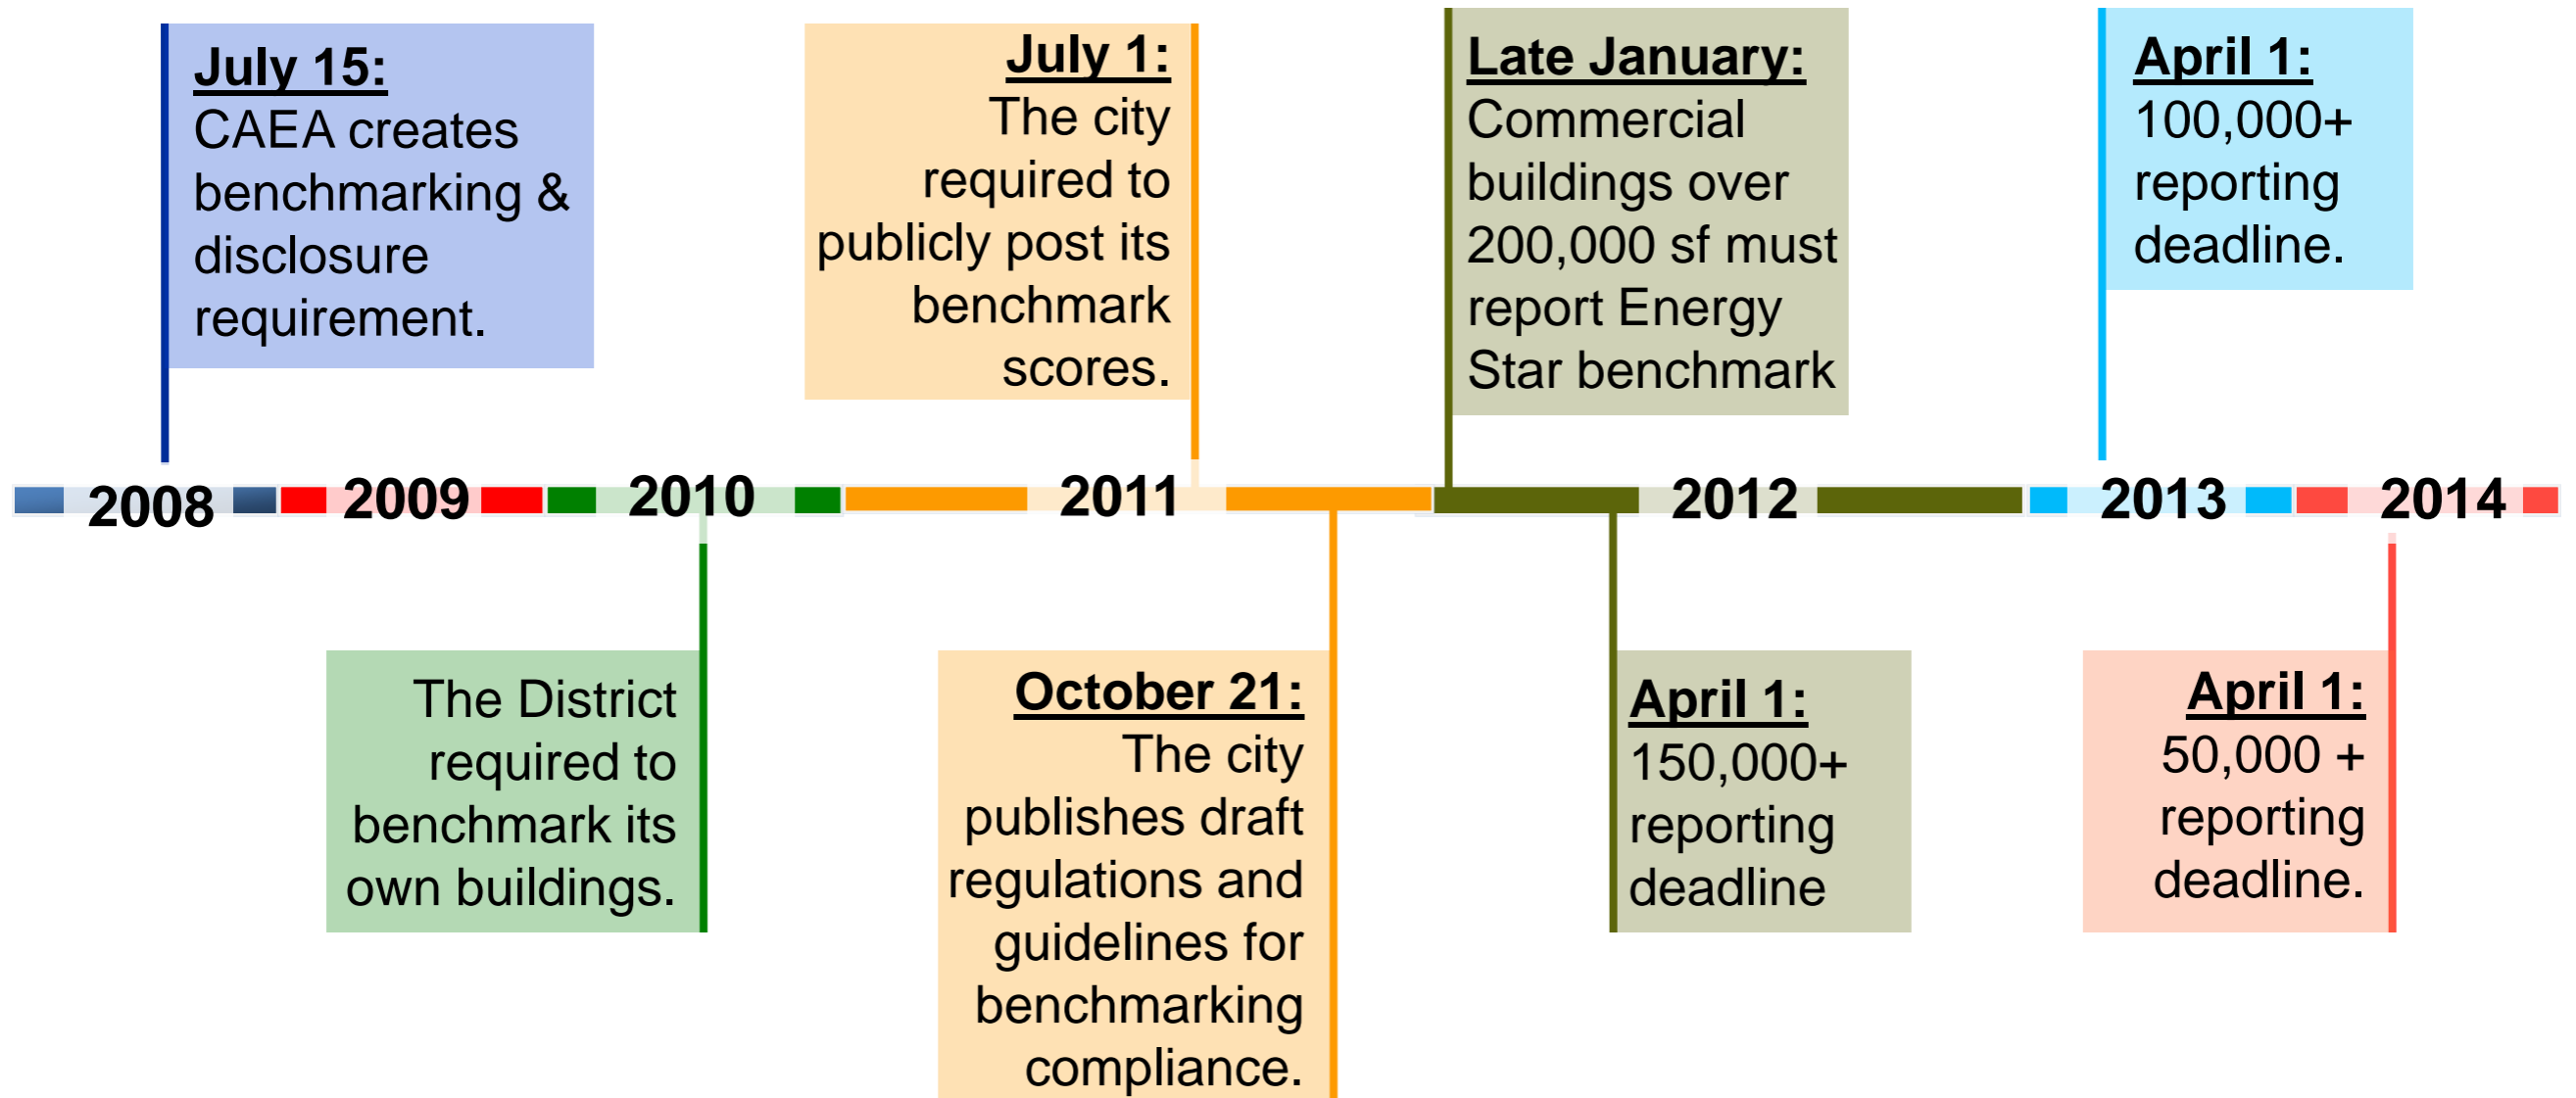 July 15:
CAEA creates
benchmarking &
disclosure
requirement.
July 1:
The city
required to
publicly post its
benchmark
scores.
Late January:
Commercial
buildings over
200,000 sf must
report Energy
Star benchmark
April 1:
100,000+
reporting
deadline.
2008
2009
2010
2011
2012
2013
2014
The District
required to
benchmark its
own buildings.
October 21:
The city
publishes draft
regulations and
guidelines for
benchmarking
compliance.
April 1:
150,000+
reporting
deadline
April 1:
50,000 +
reporting
deadline.